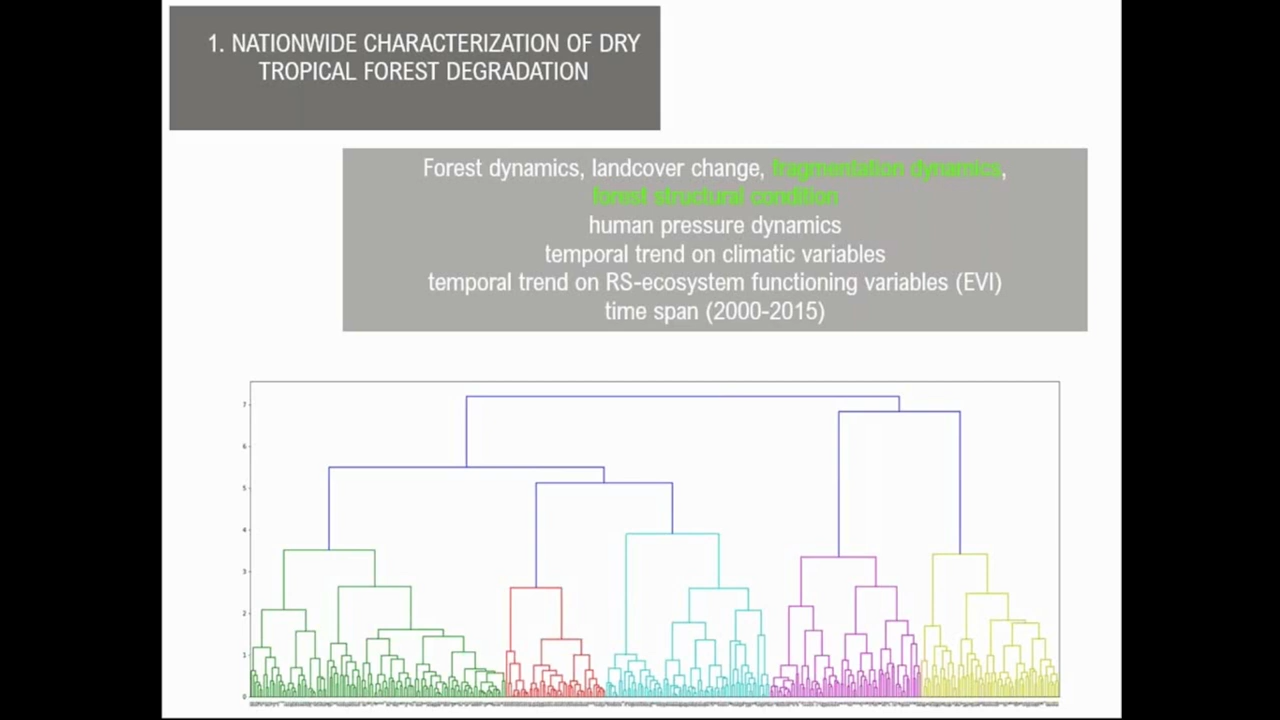 1. NATIONWIDE CHARACTERIZATION OF DRY
TROPICAL FOREST DEGRADATION
Forest dynamics, landcover change, fragmentation dynamics,
forest structural condition
human pressure dynamics
temporal trend on climatic variables
temporal trend on RS-ecosystem functioning variables (EVI)
time span (2000-2015)
7
6
5
4
3
2
1
0